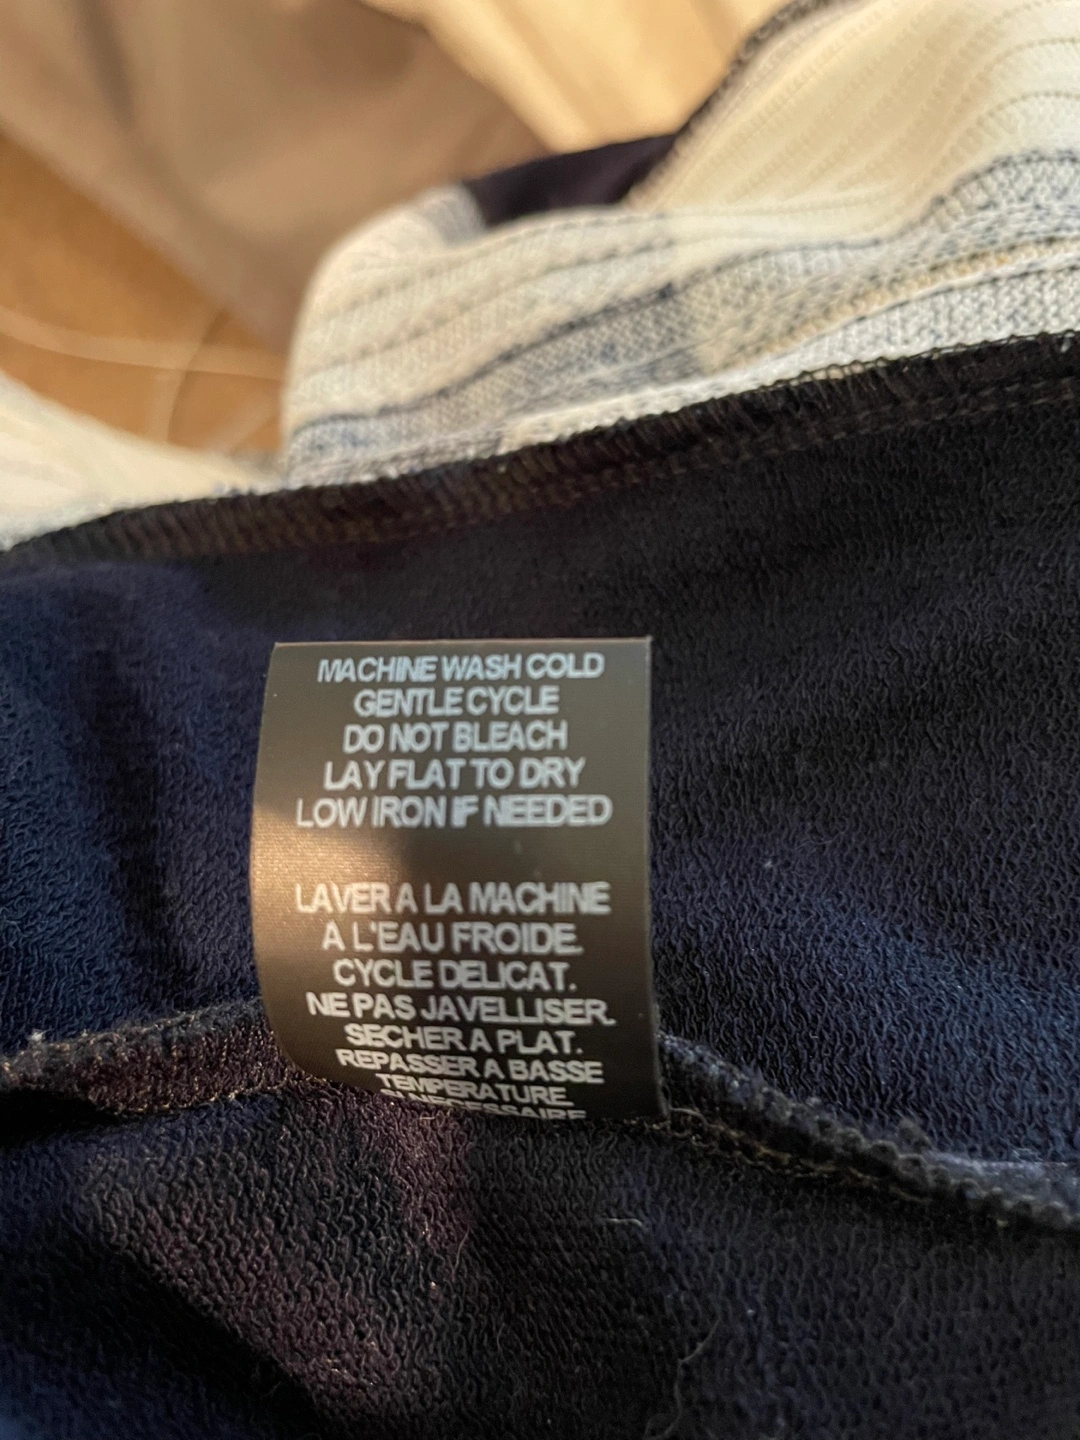 MACHINE WASH COLD
GENTLE CYCLE
DO NOT BLEACH
LAY FLAT TO DRY
LOW IRON IF NEEDED
LAVER A LA MACHINE
A L'EAU FROIDE.
CYCLE DELICAT.
NE PAS JAVELLISER.
SECHER A PLAT.
REPASSER A BASSE
TEMPERATURE
NECESSAIRE